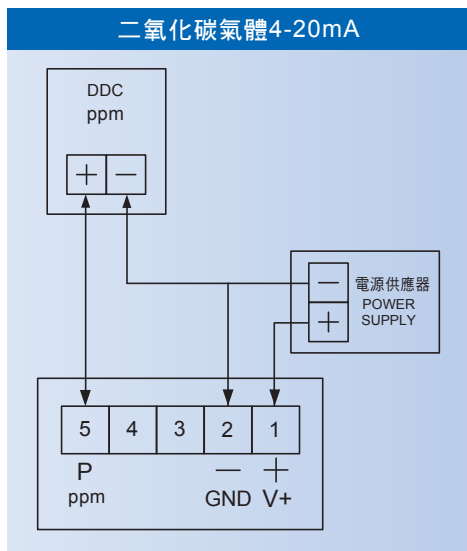 二氧化碳氣體4-20mA
DDC
ppm
+ −
− 電源供應器
POWER
+ SUPPLY
5 4 3 2 1
P − +
ppm GND V+